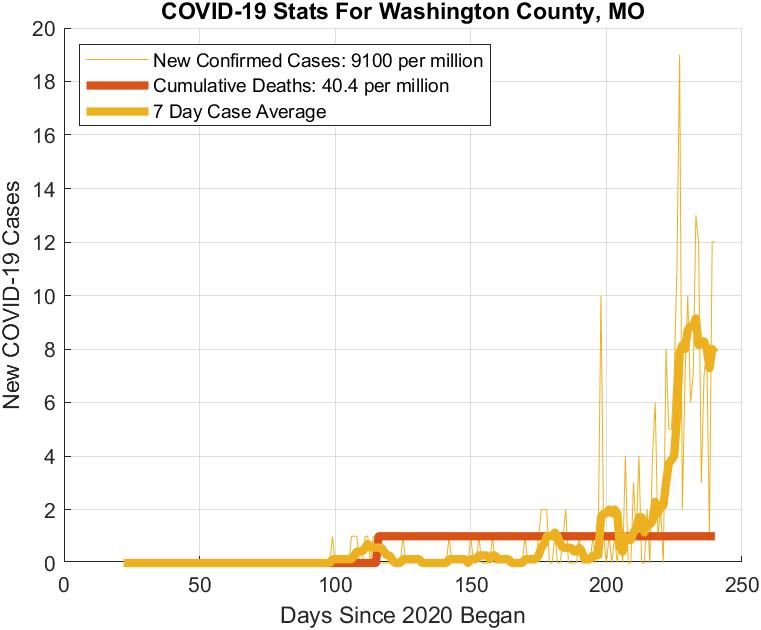 COVID-19 Stats For Washington County, MO
New Confirmed Cases: 9100 per million
Cumulative Deaths: 40.4 per million
7 Day Case Average
New COVID-19 Cases
20
18
16
14
12
10
8
6
4
2
0
0 50 100 150 200 250
Days Since 2020 Began